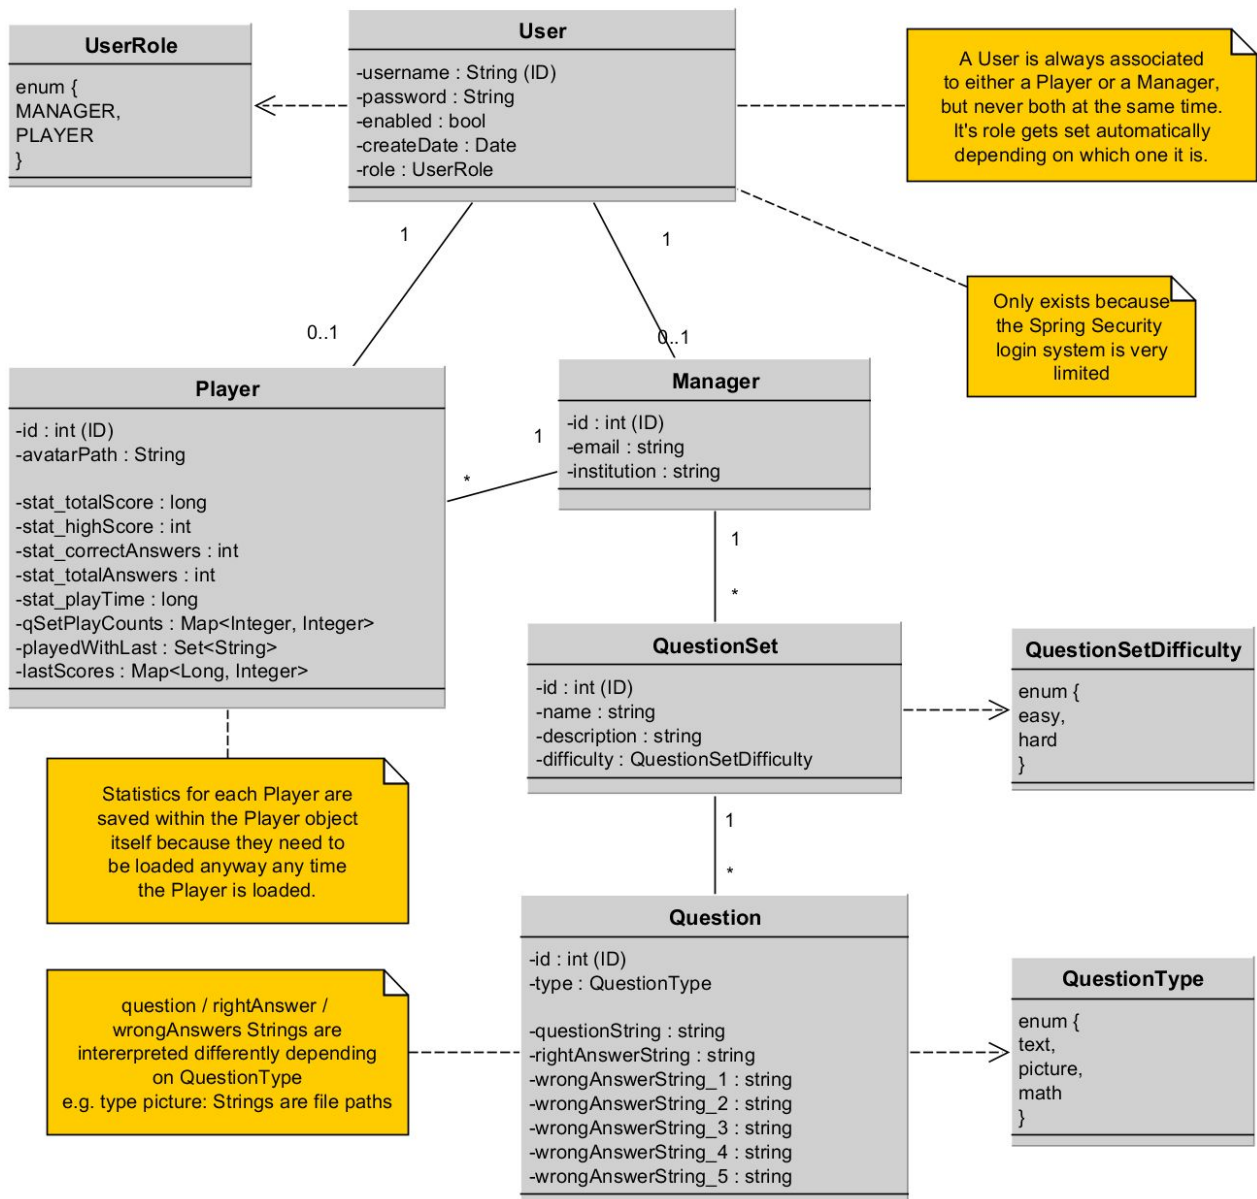 UserRole
enum {
MANAGER,
PLAYER
}
User
-username : String (ID)
-password : String
-enabled : bool
-createDate : Date
-role : UserRole
A User is always associated
to either a Player or a Manager,
but never both at the same time.
It's role gets set automatically
depending on which one it is.
1
1
0..1
0..1
Only exists because
the Spring Security
login system is very
limited
Player
-id : int (ID)
-avatarPath : String
-stat_totalScore : long
-stat_highScore : int
-stat_correctAnswers : int
-stat_totalAnswers : int
-stat_playTime : long
-qSetPlayCounts : Map<Integer, Integer>
-playedWithLast : Set<String>
-lastScores : Map<Long, Integer>
1
*
Manager
-id : int (ID)
-email : string
-institution : string
1
*
QuestionSet
-id : int (ID)
-name : string
-description : string
-difficulty : QuestionSetDifficulty
QuestionSetDifficulty
enum {
easy,
hard
}
Statistics for each Player are
saved within the Player object
itself because they need to
be loaded anyway any time
the Player is loaded.
1
*
Question
-id : int (ID)
-type : QuestionType
-questionString : string
-rightAnswerString : string
-wrongAnswerString_1 : string
-wrongAnswerString_2 : string
-wrongAnswerString_3 : string
-wrongAnswerString_4 : string
-wrongAnswerString_5 : string
question / rightAnswer /
wrongAnswers Strings are
intererpreted differently depending
on QuestionType
e.g. type picture: Strings are file paths
QuestionType
enum {
text,
picture,
math
}